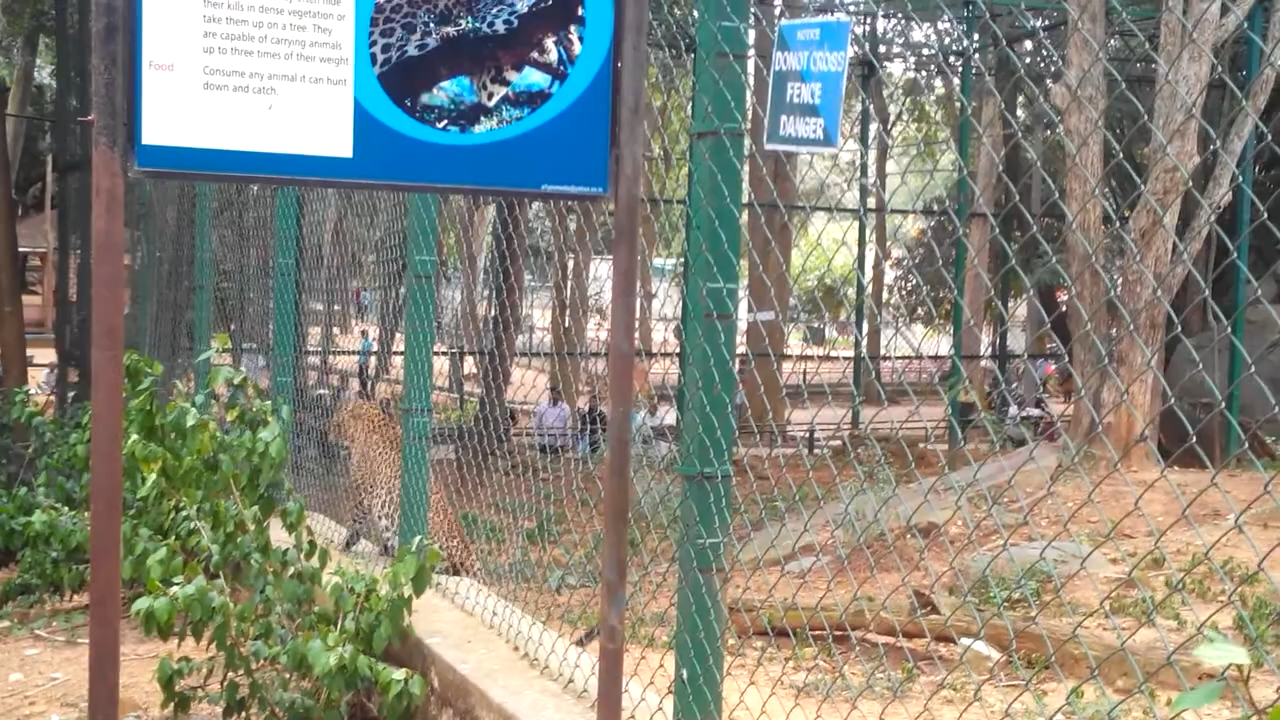 their kills in dense vegetation or
take them up on a tree. They
are capable of carrying animals
up to three times of their weight
Food
Consume any animal it can hunt
down and catch.
NOTICE
DONOT CROSS
FENCE
DANGER